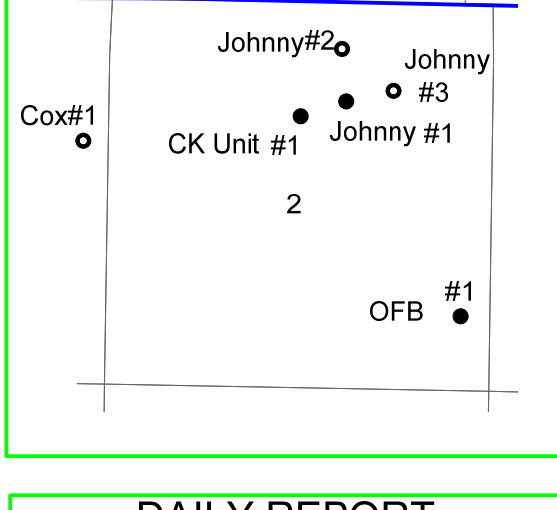 Johnny#2
Johnny
#3
Cox#1
Johnny #1
CK Unit #1
2
#1
OFB
DAILY REPORT